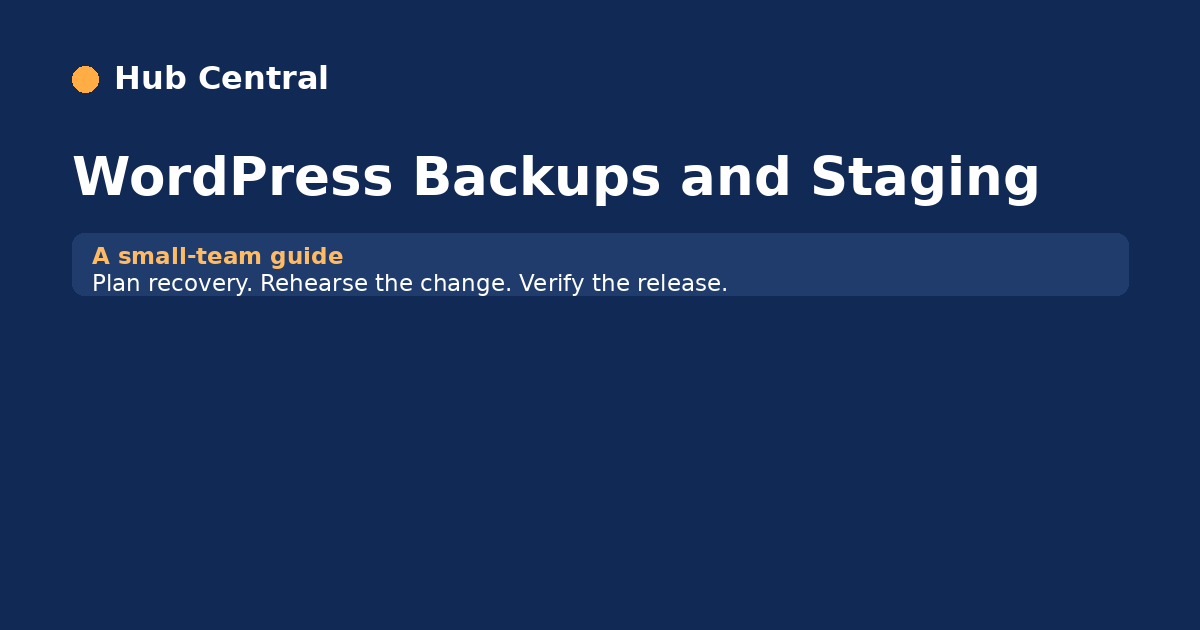 Hub Central
WordPress Backups and Staging
A small-team guide
Plan recovery. Rehearse the change. Verify the release.